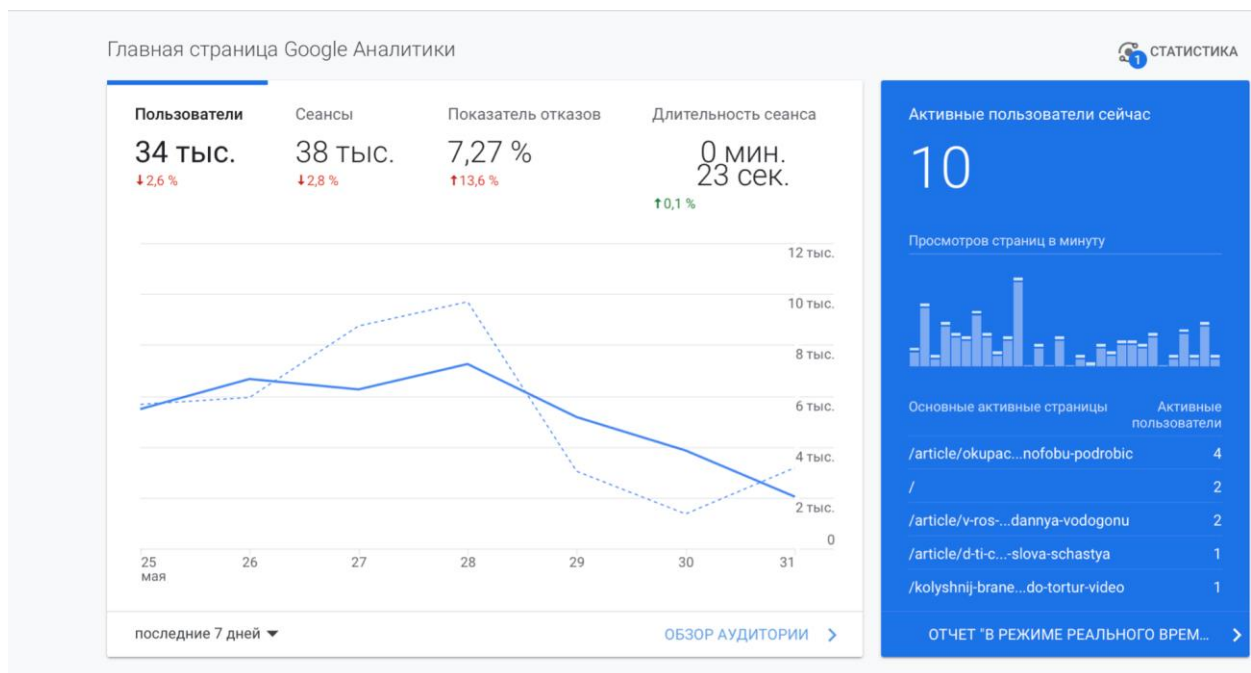 Главная страница Google Аналитики
1 СТАТИСТИКА
Пользователи
34 тыс.
↓2,6 %
Сеансы
38 тыс.
↓2,8 %
Показатель отказов
7,27 %
↑13,6 %
Длительность сеанса
0 мин.
23 сек.
↑0,1 %
12 тыс.
10 тыс.
8 тыс.
6 тыс.
4 тыс.
2 тыс.
0
25 26 27 28 29 30 31
мая
последние 7 дней
ОБЗОР АУДИТОРИИ
Активные пользователи сейчас
10
Просмотров страниц в минуту
Основные активные страницы Активные
пользователи
/article/okupac...nofobu-podrobic 4
/ 2
/article/v-ros-...dannya-vodogonu 2
/article/d-ti-c...-slova-schastya 1
/kolyshnij-brane...do-tortur-video 1
ОТЧЕТ "В РЕЖИМЕ РЕАЛЬНОГО ВРЕМ...